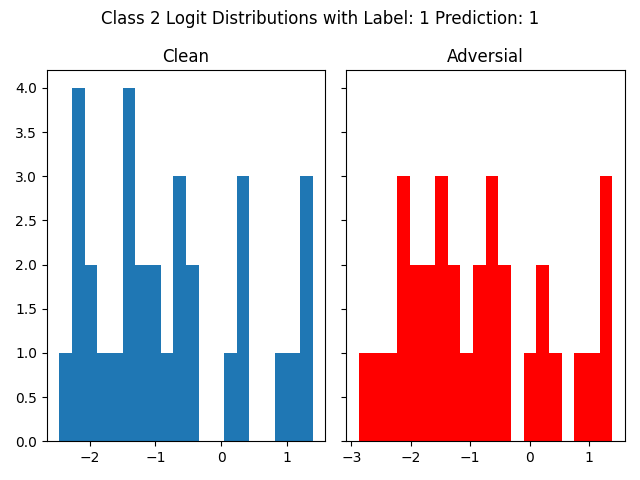 Class 2 Logit Distributions with Label: 1 Prediction: 1
Clean
Adversial
4.0
3.5
3.0
2.5
2.0
1.5
1.0
0.5
0.0
−2 −1 0 1
−3 −2 −1 0 1